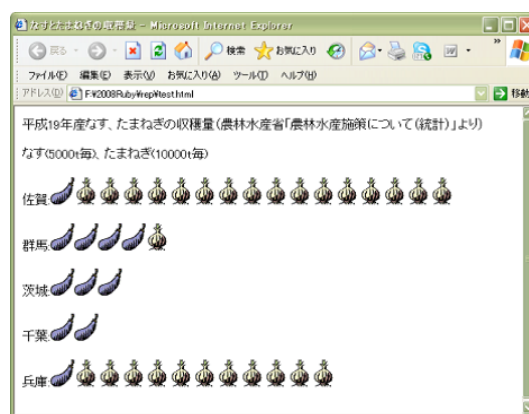 なすとたまねぎの収穫量 - Microsoft Internet Explorer
戻る 検索 お気に入り
ファイル(F) 編集(E) 表示(V) お気に入り(A) ツール(T) ヘルプ(H)
アドレス(D) F:¥2008Ruby¥rep¥test.html 移動
平成19年産なす、たまねぎの収穫量(農林水産省「農林水産施策について(統計)」より)
なす(5000t毎)、たまねぎ(10000t毎)
佐賀:
群馬:
茨城:
千葉:
兵庫: